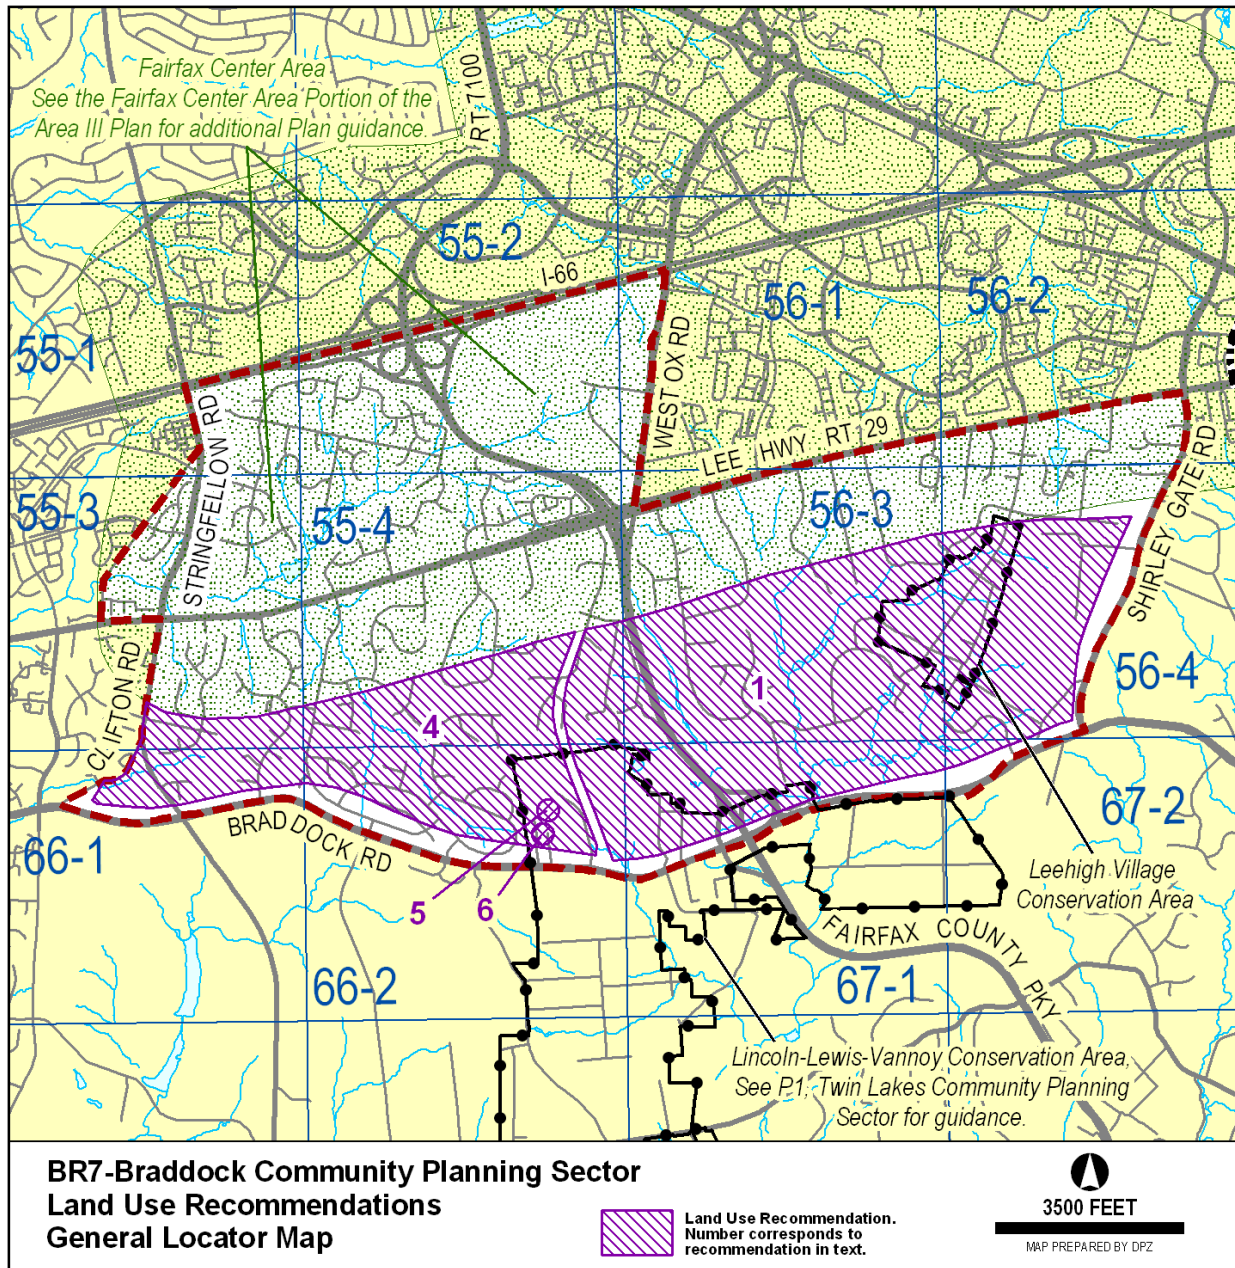 Fairfax Center Area
See the Fairfax Center Area Portion of the
Area III Plan for additional Plan guidance.
RT 7100
55-2
I-66
56-1
56-2
55-1
WEST OX RD
STRINGFELLON RD
LEE HWY RT 29
55-3
55-4
56-3
SHIRLEY GATE RD
CLIFTON RD
56-4
1
4
BRADDOCK RD
67-2
66-1
Leehigh Village
Conservation Area
5
6
FAIRFAX COUNTY PKY
66-2
67-1
Lincoln-Lewis-Vannoy Conservation Area,
See P1, Twin Lakes Community Planning
Sector for guidance.
BR7-Braddock Community Planning Sector
Land Use Recommendations
General Locator Map
Land Use Recommendation.
Number corresponds to
recommendation in text.
3500 FEET
MAP PREPARED BY DPZ